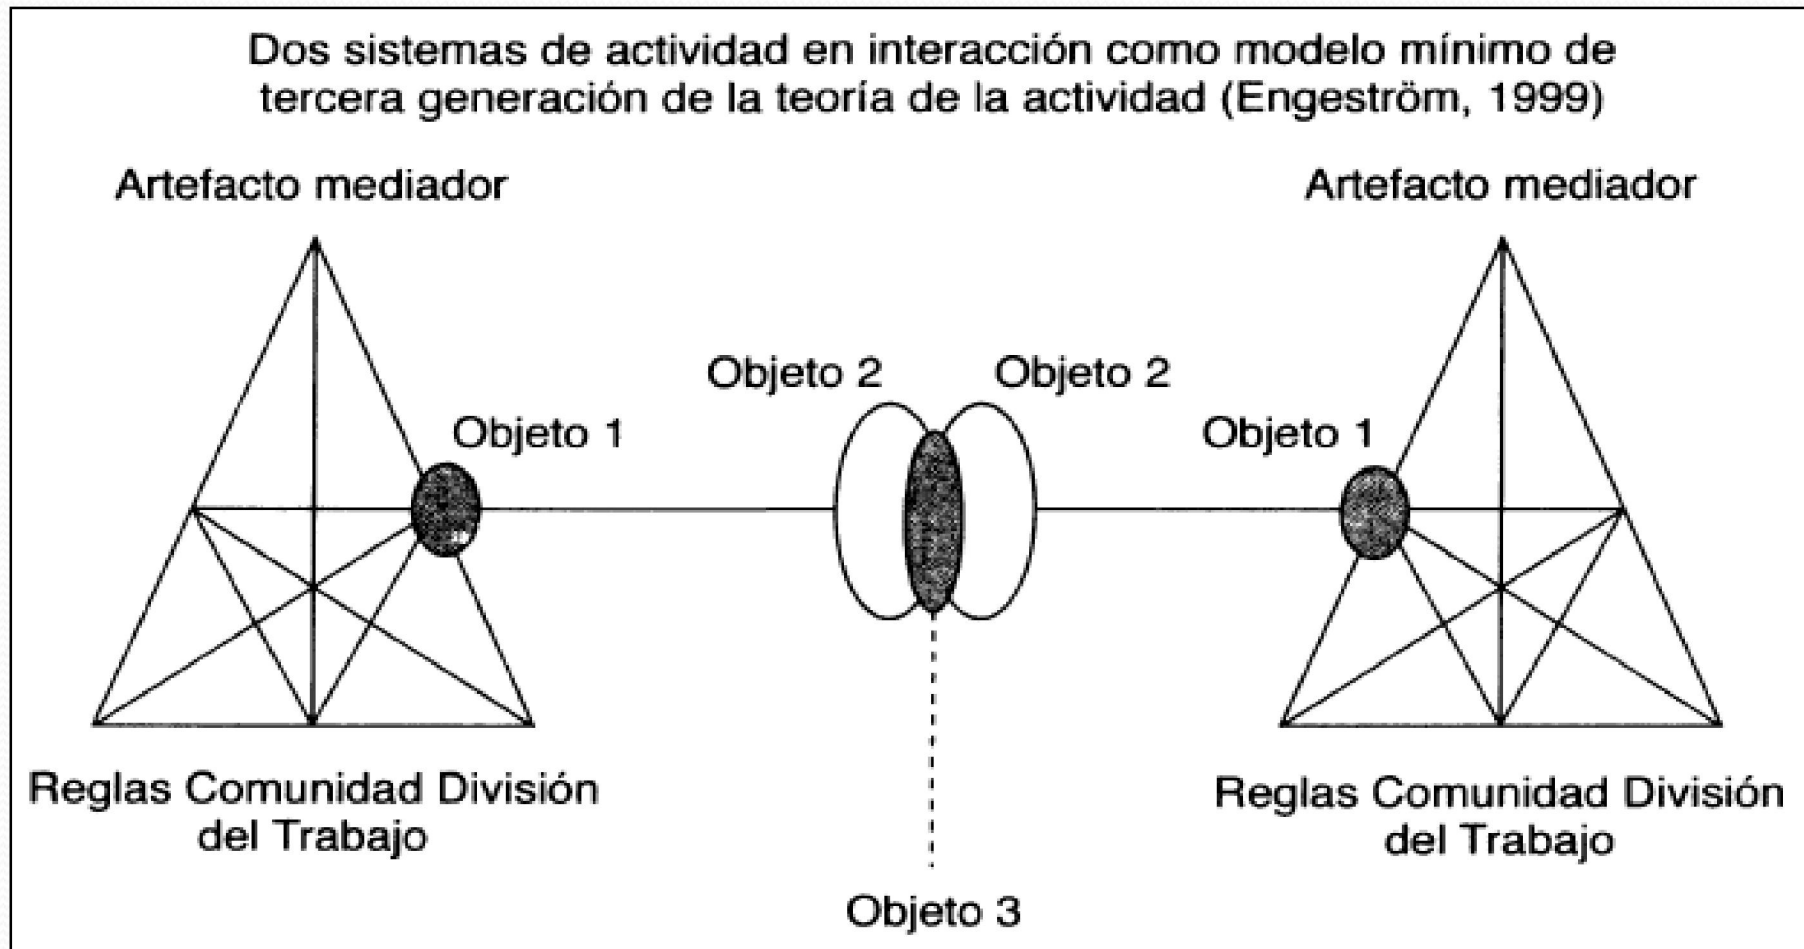 Dos sistemas de actividad en interacción como modelo mínimo de
tercera generación de la teoría de la actividad (Engeström, 1999)
Artefacto mediador
Artefacto mediador
Objeto 2
Objeto 2
Objeto 1
Objeto 1
Reglas Comunidad División
del Trabajo
Reglas Comunidad División
del Trabajo
Objeto 3